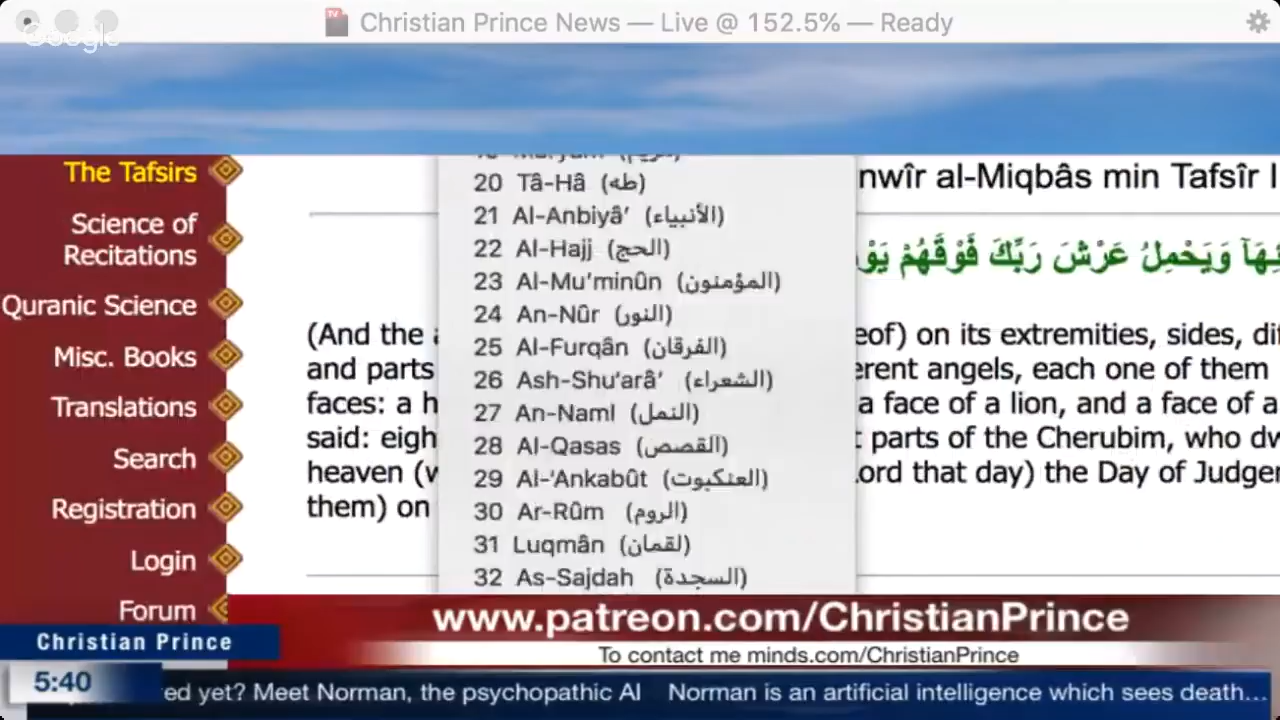 Christian Prince News — Live @ 152.5% — Ready
Google
The Tafsirs
Science of
Recitations
Quranic Science
Misc. Books
Translations
Search
Registration
Login
Forum
20 Tâ-Hâ (طه)
21 Al-Anbiyâ' (الأنبياء)
22 Al-Hajj (الحج)
23 Al-Mu'minûn (المؤمنون)
24 An-Nûr (النور)
25 Al-Furqân (الفرقان)
26 Ash-Shu'arâ' (الشعراء)
27 An-Naml (النمل)
28 Al-Qasas (القصص)
29 Al-'Ankabût (العنكبوت)
30 Ar-Rûm (الروم)
31 Luqmân (لقمان)
32 As-Sajdah (السجدة)
nwîr al-Miqbâs min Tafsîr
وَيَحْمِلُ عَرْشَ رَبِّكَ فَوْقَهُمْ
(And the eof) on its extremities, sides, dif
and parts erent angels, each one of them
faces: a h a face of a lion, and a face of a
said: eigh t parts of the Cherubim, who dw
heaven (w ord that day) the Day of Judger
them) on
www.patreon.com/ChristianPrince
To contact me minds.com/ChristianPrince
Christian Prince
5:40
ed yet? Meet Norman, the psychopathic AI Norman is an artificial intelligence which sees death...